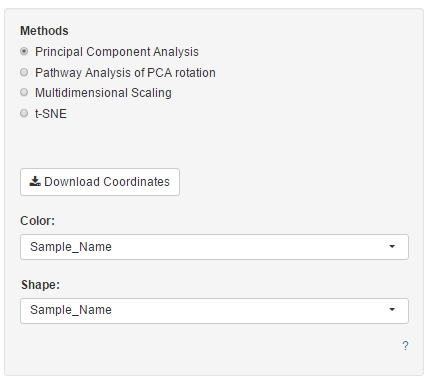 Methods
Principal Component Analysis
Pathway Analysis of PCA rotation
Multidimensional Scaling
t-SNE
Download Coordinates
Color:
Sample_Name
Shape:
Sample_Name
?